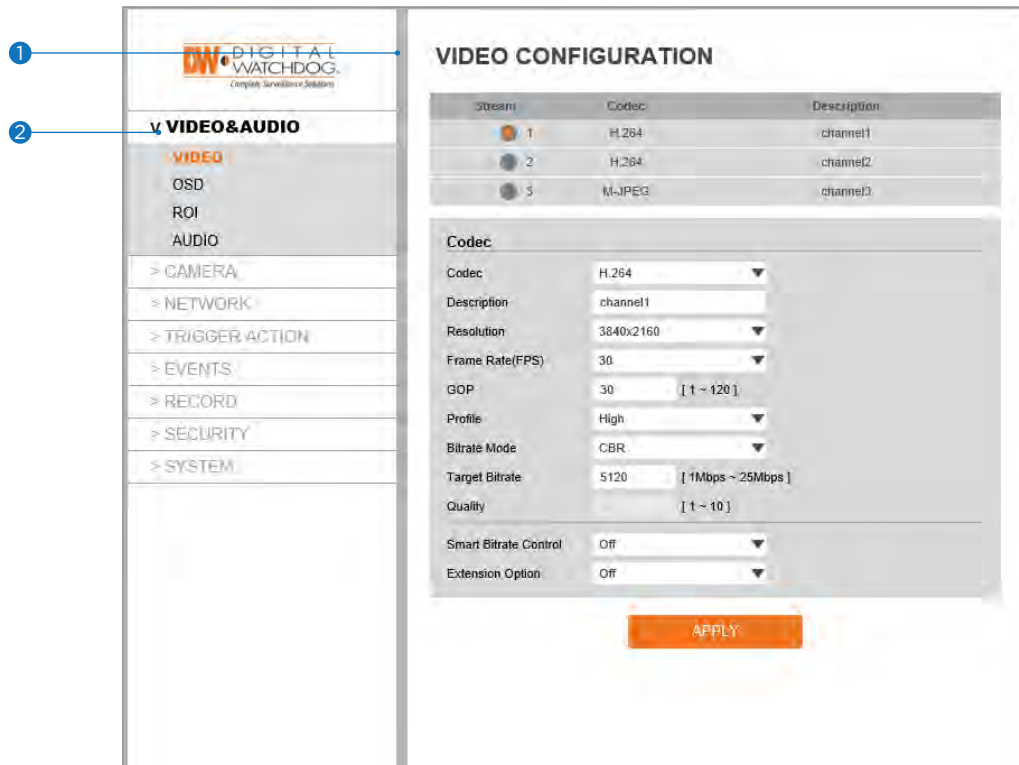 1
DW DIGITAL
WATCHDOG.
Complete Surveillance Solutions
2
v VIDEO&AUDIO
VIDEO
OSD
ROI
AUDIO
> CAMERA
> NETWORK
> TRIGGER ACTION
> EVENTS
> RECORD
> SECURITY
> SYSTEM
VIDEO CONFIGURATION
Stream Codec Description
1 H.264 channel1
2 H.264 channel2
3 M-JPEG channel3
Codec
Codec H.264
Description channel1
Resolution 3840x2160
Frame Rate(FPS) 30
GOP 30 [ 1 ~ 120 ]
Profile High
Bitrate Mode CBR
Target Bitrate 5120 [ 1Mbps ~ 25Mbps ]
Quality [ 1 ~ 10 ]
Smart Bitrate Control Off
Extension Option Off
APPLY